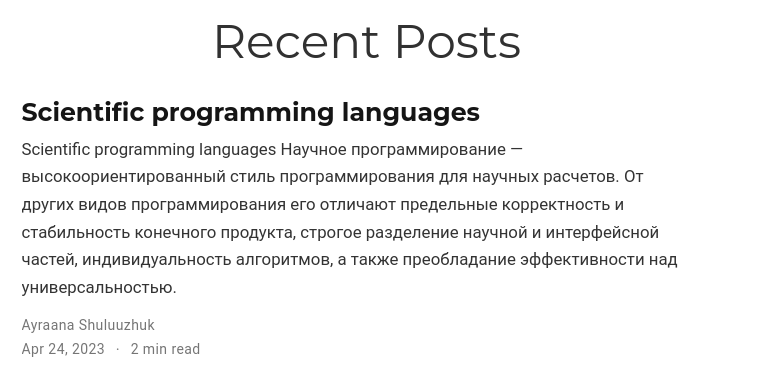 Recent Posts
Scientific programming languages
Scientific programming languages Научное программирование —
высокоориентированный стиль программирования для научных расчетов. От
других видов программирования его отличают предельные корректность и
стабильность конечного продукта, строгое разделение научной и интерфейсной
частей, индивидуальность алгоритмов, а также преобладание эффективности над
универсальностью.
Ayraana Shuluuzhuk
Apr 24, 2023 · 2 min read